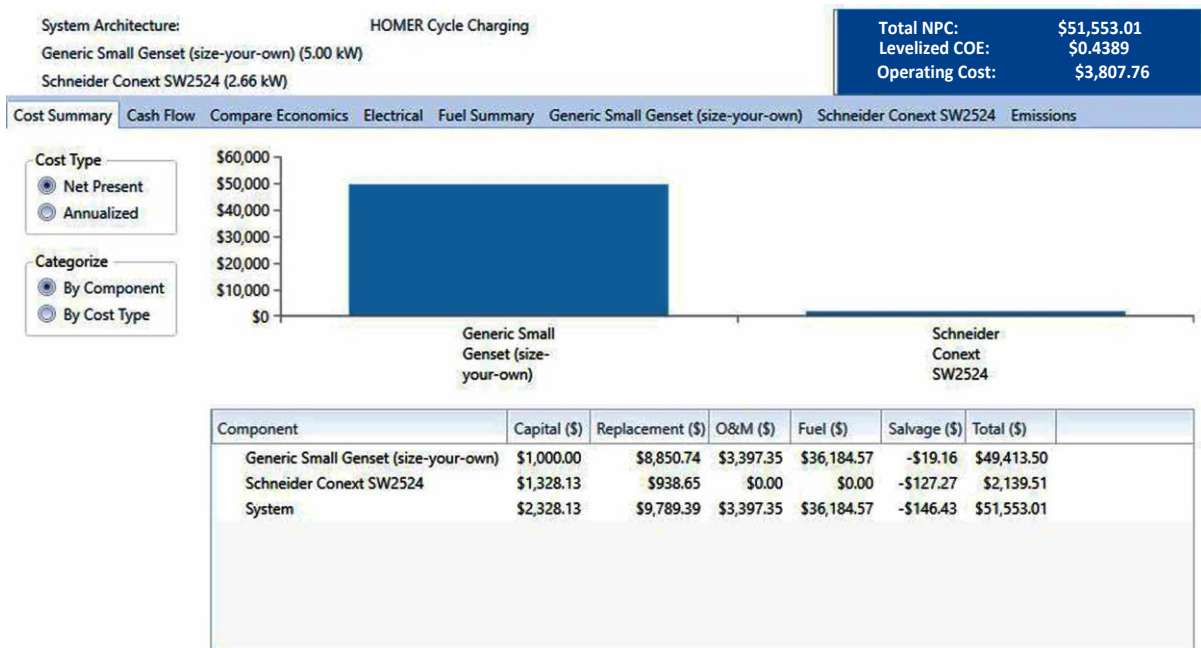 System Architecture: HOMER Cycle Charging
Generic Small Genset (size-your-own) (5.00 kW)
Schneider Conext SW2524 (2.66 kW)
Total NPC: $51,553.01
Levelized COE: $0.4389
Operating Cost: $3,807.76
Cost Summary Cash Flow Compare Economics Electrical Fuel Summary Generic Small Genset (size-your-own) Schneider Conext SW2524 Emissions
Cost Type
Net Present
Annualized
Categorize
By Component
By Cost Type
$60,000
$50,000
$40,000
$30,000
$20,000
$10,000
$0
Generic Small
Genset (size-
your-own)
Schneider
Conext
SW2524
Component Capital ($) Replacement ($) O&M ($) Fuel ($) Salvage ($) Total ($)
Generic Small Genset (size-your-own) $1,000.00 $8,850.74 $3,397.35 $36,184.57 -$19.16 $49,413.50
Schneider Conext SW2524 $1,328.13 $938.65 $0.00 $0.00 -$127.27 $2,139.51
System $2,328.13 $9,789.39 $3,397.35 $36,184.57 -$146.43 $51,553.01